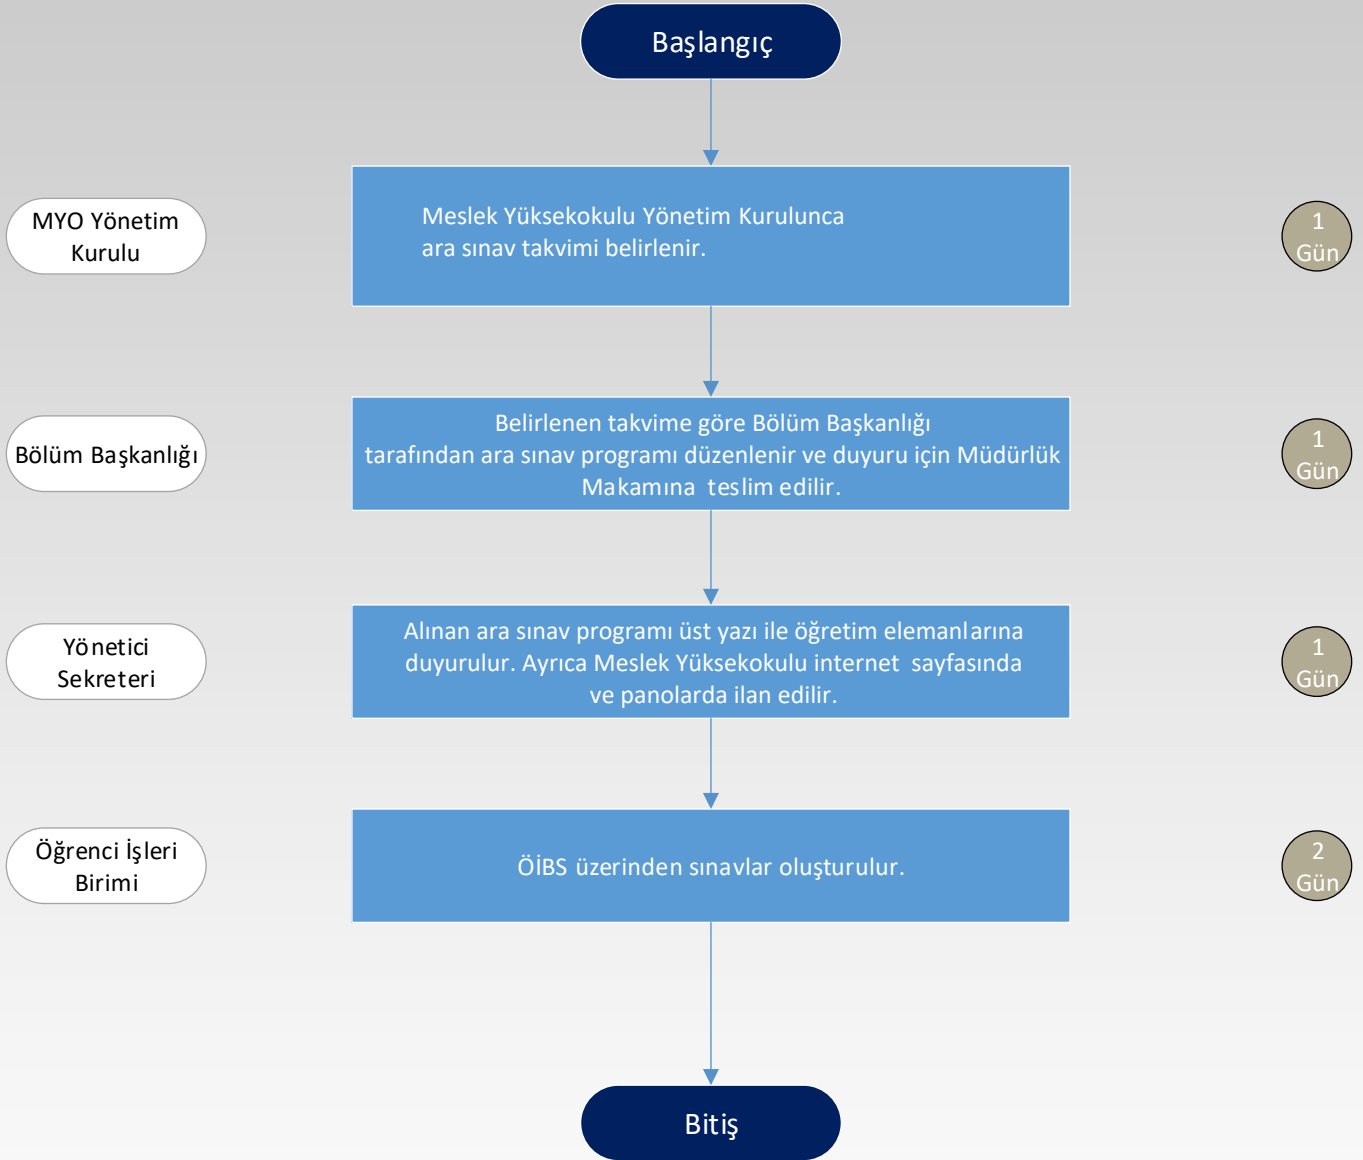 Başlangıç
MYO Yönetim
Kurulu
Meslek Yüksekokulu Yönetim Kurulunca
ara sınav takvimi belirlenir.
1
Gün
Bölüm Başkanlığı
Belirlenen takvime göre Bölüm Başkanlığı
tarafından ara sınav programı düzenlenir ve duyuru için Müdürlük
Makamına teslim edilir.
1
Gün
Yönetici
Sekreteri
Alınan ara sınav programı üst yazı ile öğretim elemanlarına
duyurulur. Ayrıca Meslek Yüksekokulu internet sayfasında
ve panolarda ilan edilir.
1
Gün
Öğrenci İşleri
Birimi
ÖİBS üzerinden sınavlar oluşturulur.
2
Gün
Bitiş